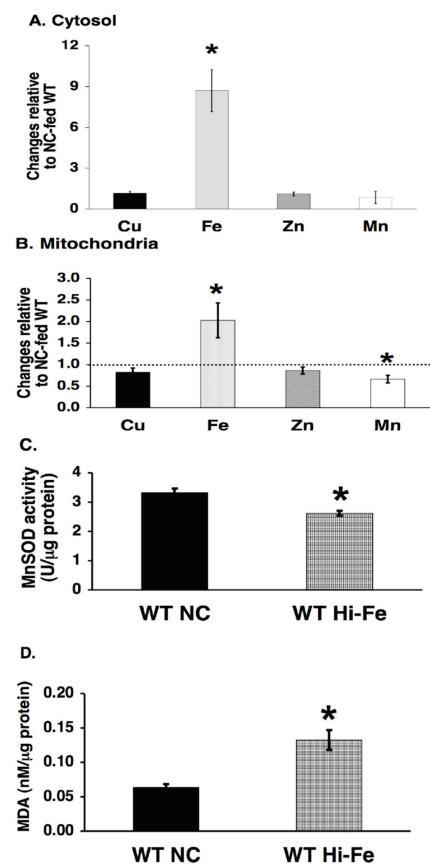 A. Cytosol
Changes relative
to NC-fed WT
12
9
6
3
0
*
Cu Fe Zn Mn
B. Mitochondria
Changes relative
to NC-fed WT
3.0
2.5
2.0
1.5
1.0
0.5
0.0
*
*
Cu Fe Zn Mn
C.
MnSOD activity
(U/μg protein)
4
3
2
1
0
*
WT NC WT Hi-Fe
D.
MDA (nM/μg protein)
0.20
0.15
0.10
0.05
0.00
*
WT NC WT Hi-Fe